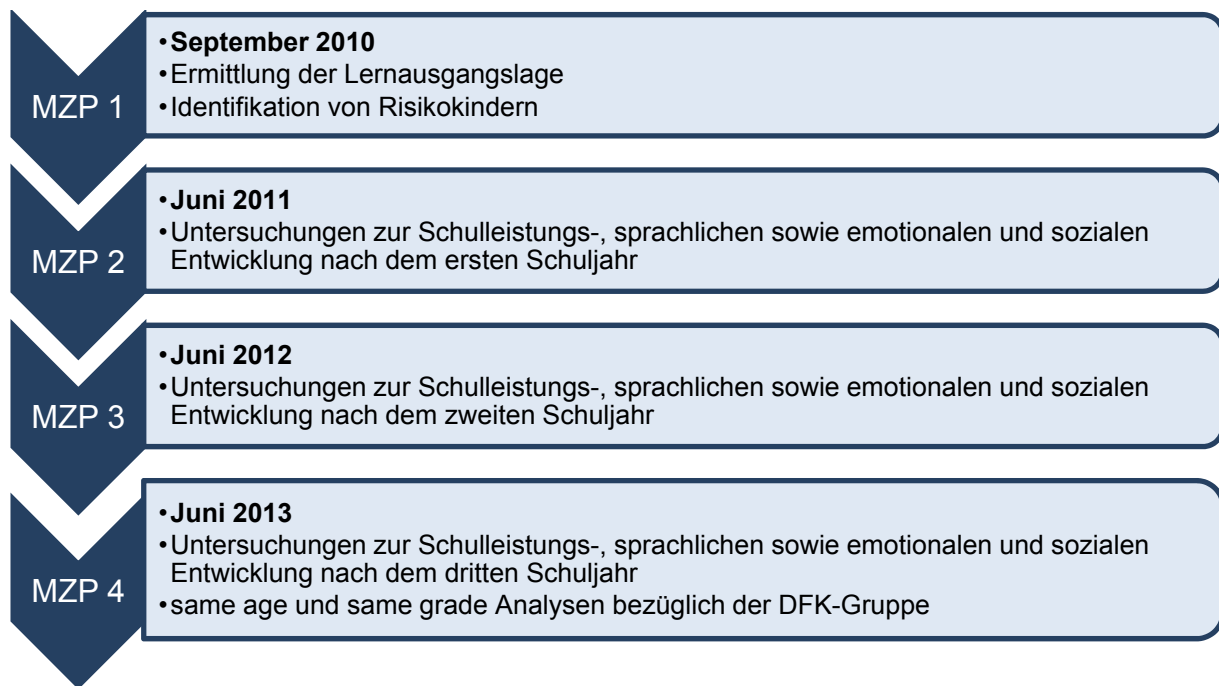 MZP 1
•September 2010
•Ermittlung der Lernausgangslage
•Identifikation von Risikokindern
MZP 2
•Juni 2011
•Untersuchungen zur Schulleistungs-, sprachlichen sowie emotionalen und sozialen
Entwicklung nach dem ersten Schuljahr
MZP 3
•Juni 2012
•Untersuchungen zur Schulleistungs-, sprachlichen sowie emotionalen und sozialen
Entwicklung nach dem zweiten Schuljahr
MZP 4
•Juni 2013
•Untersuchungen zur Schulleistungs-, sprachlichen sowie emotionalen und sozialen
Entwicklung nach dem dritten Schuljahr
•same age und same grade Analysen bezüglich der DFK-Gruppe